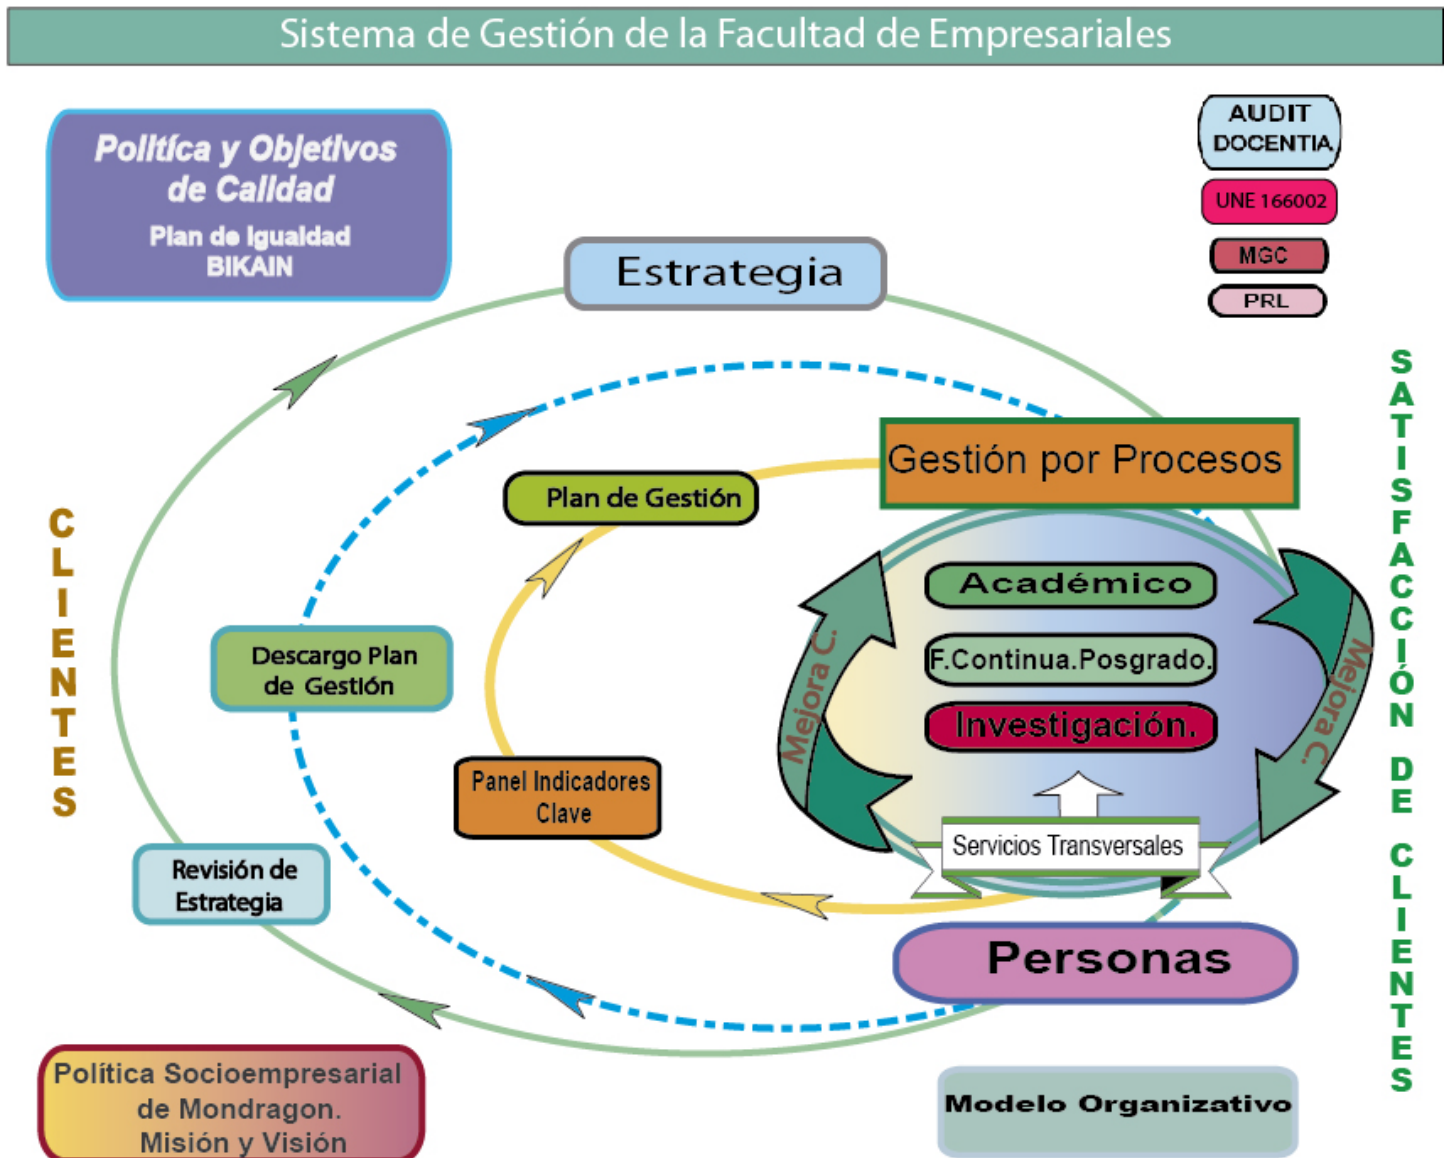 Sistema de Gestión de la Facultad de Empresariales
Política y Objetivos
de Calidad
Plan de Igualdad
BIKAIN
AUDIT
DOCENTIA
UNE 166002
MGC
PRL
Estrategia
Gestión por Procesos
Plan de Gestión
Académico
F.Continua.Posgrado.
Investigación.
Mejora C.
Mejora C.
Servicios Transversales
Descargo Plan
de Gestión
Panel Indicadores
Clave
Revisión de
Estrategia
Personas
CLIENTES
SATISFACCIÓN DE CLIENTES
Política Socioempresarial
de Mondragon.
Misión y Visión
Modelo Organizativo